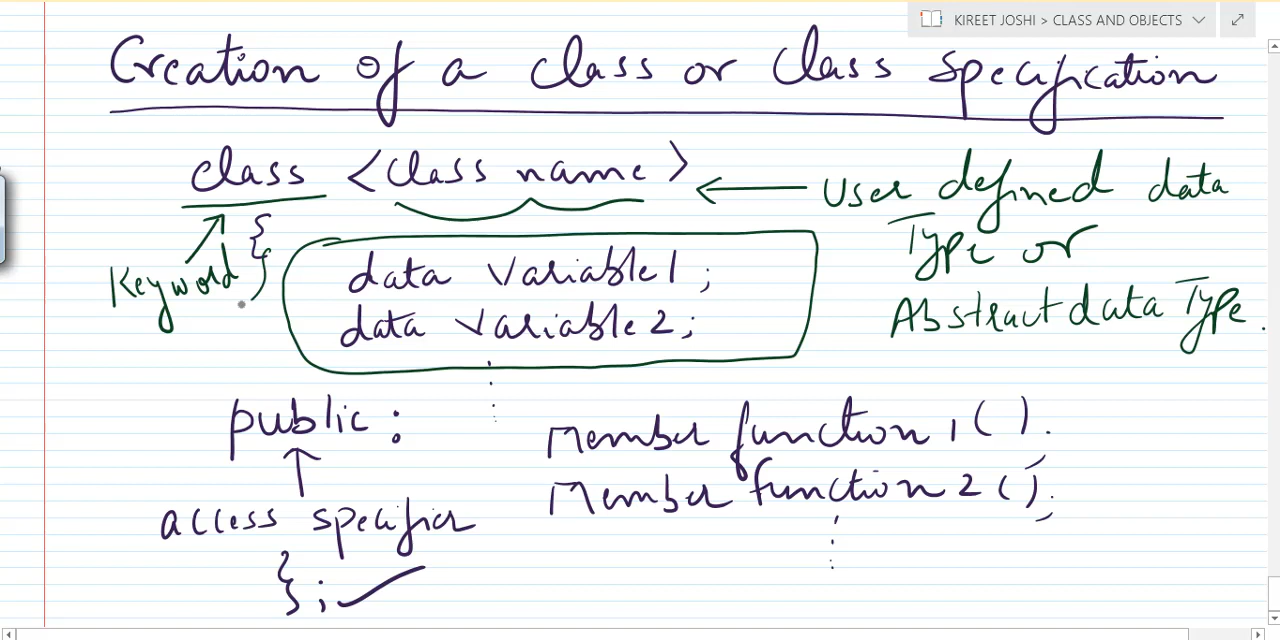 KIREET JOSHI > CLASS AND OBJECTS
Creation of a class or class specification
class <class name>
User defined data
Type or
Abstract data Type.
Keyword
{
data variable1;
data variable2;
public:
Member function1();
Member function2();
access specifier
};